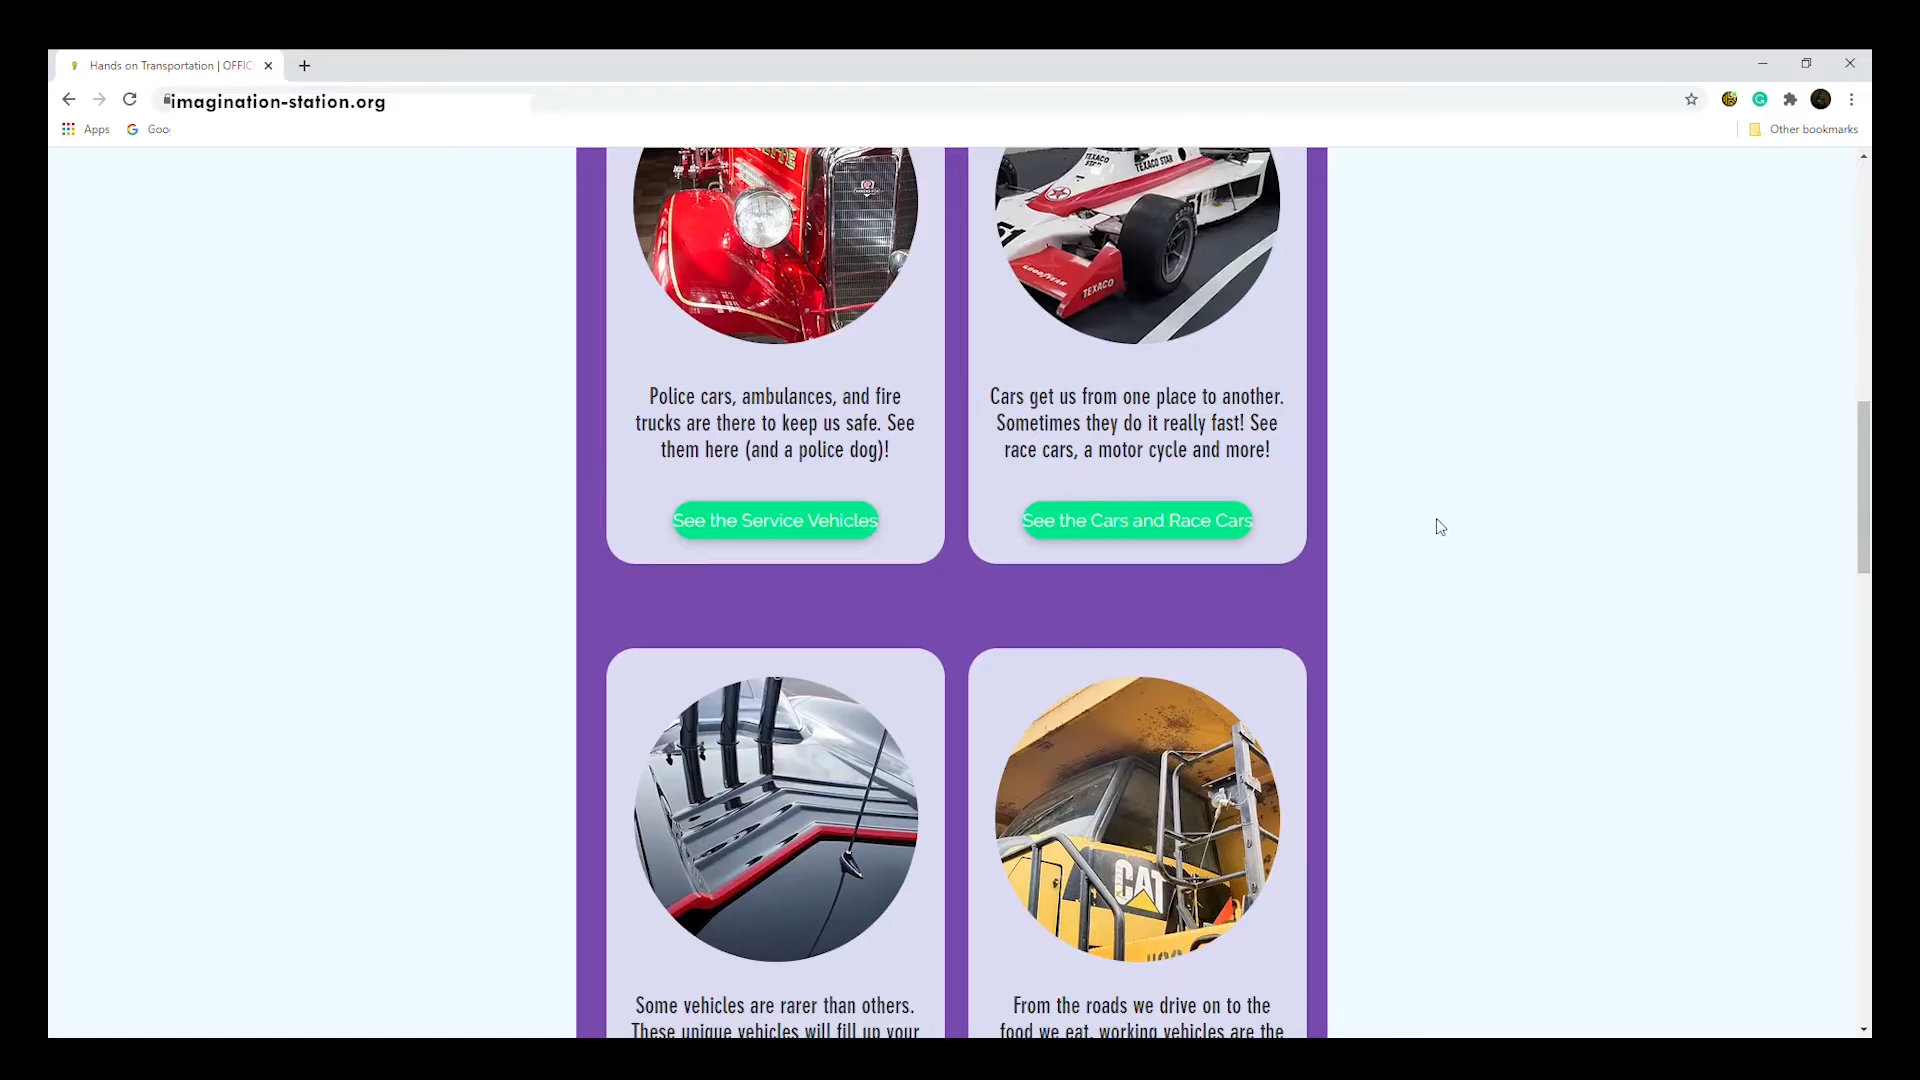 Hands on Transportation | OFFIC
imagination-station.org
Apps
Goo
Other bookmarks
TEXACO STAR
TEXACO STAR
GOODYEAR
TEXACO
Police cars, ambulances, and fire
trucks are there to keep us safe. See
them here (and a police dog)!
Cars get us from one place to another.
Sometimes they do it really fast! See
race cars, a motor cycle and more!
See the Service Vehicles
See the Cars and Race Cars
CAT
Some vehicles are rarer than others.
These unique vehicles will fill up your
From the roads we drive on to the
food we eat, working vehicles are the